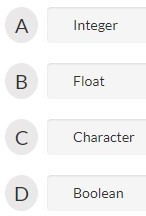 A Integer
B Float
C Character
D Boolean